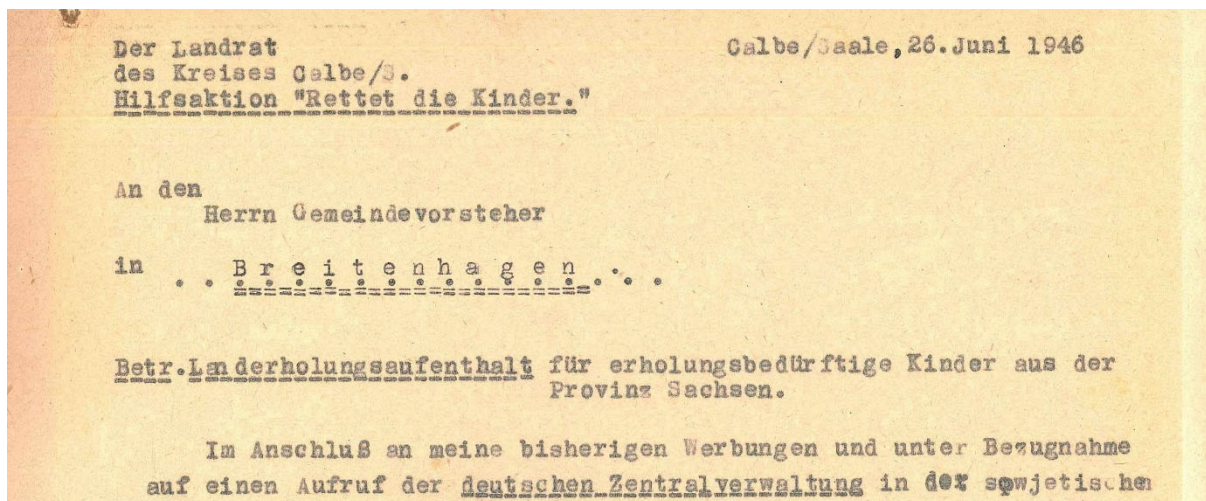 Der Landrat
Calbe/Saale, 26.Juni 1946
des Kreises Calbe/S.
Hilfsaktion "Rettet die Kinder."
An den
Herrn Gemeindevorsteher
in . . B r e i t e n h a g e n . . .
Betr.Landerholungsaufenthalt für erholungsbedürftige Kinder aus der
Provinz Sachsen.
Im Anschluß an meine bisherigen Werbungen und unter Bezugnahme
auf einen Aufruf der deutschen Zentralverwaltung in der sowjetischen